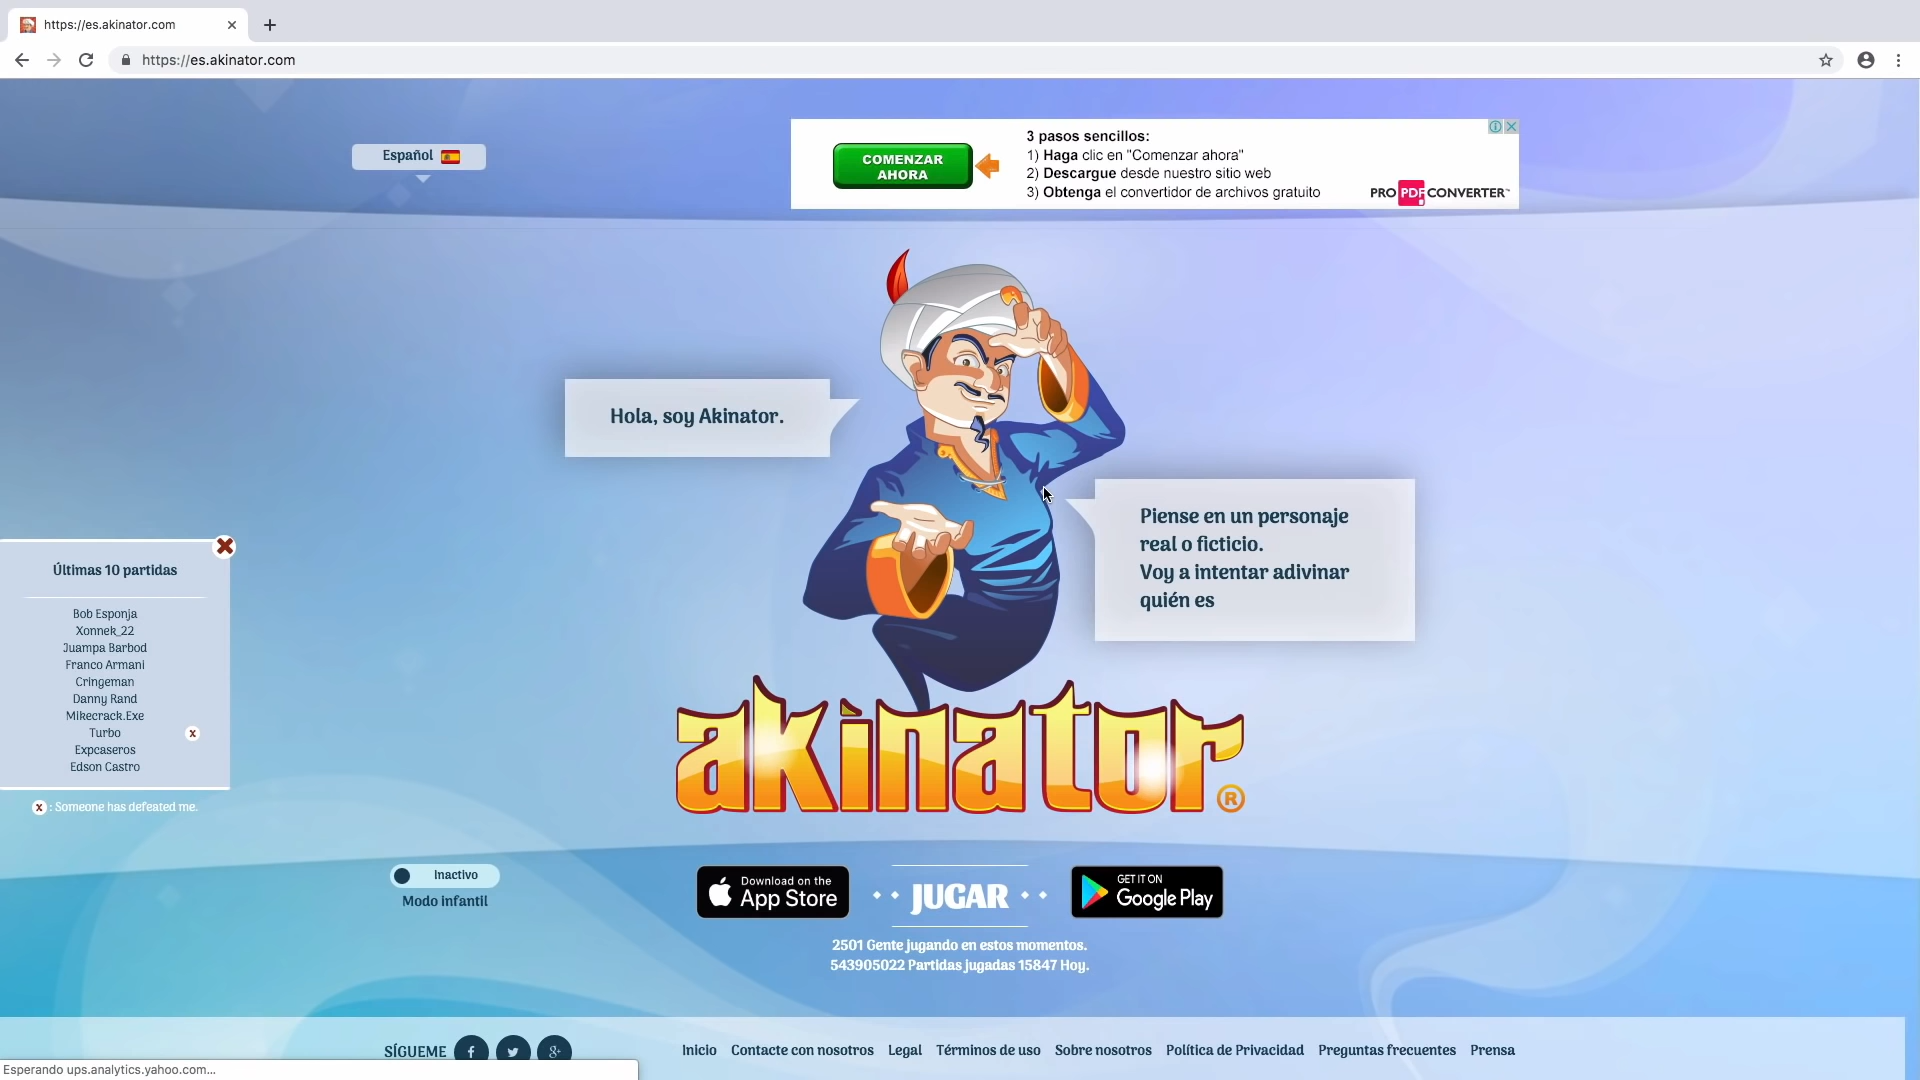 https://es.akinator.com
https://es.akinator.com
Español
COMENZAR
AHORA
3 pasos sencillos:
1) Haga clic en "Comenzar ahora"
2) Descargue desde nuestro sitio web
3) Obtenga el convertidor de archivos gratuito
PRO PDF CONVERTER™
Hola, soy Akinator.
Piense en un personaje
real o ficticio.
Voy a intentar adivinar
quién es
Últimas 10 partidas
Bob Esponja
Xonnek_22
Juampa Barbod
Franco Armani
Cringeman
Danny Rand
Mikecrack.Exe
Turbo x
Expcaseros
Edson Castro
x : Someone has defeated me.
akinator®
Inactivo
Modo infantil
Download on the
App Store
JUGAR
GET IT ON
Google Play
2501 Gente jugando en estos momentos.
543905022 Partidas jugadas 15847 Hoy.
SÍGUEME
Inicio Contacte con nosotros Legal Términos de uso Sobre nosotros Política de Privacidad Preguntas frecuentes Prensa
Esperando ups.analytics.yahoo.com...